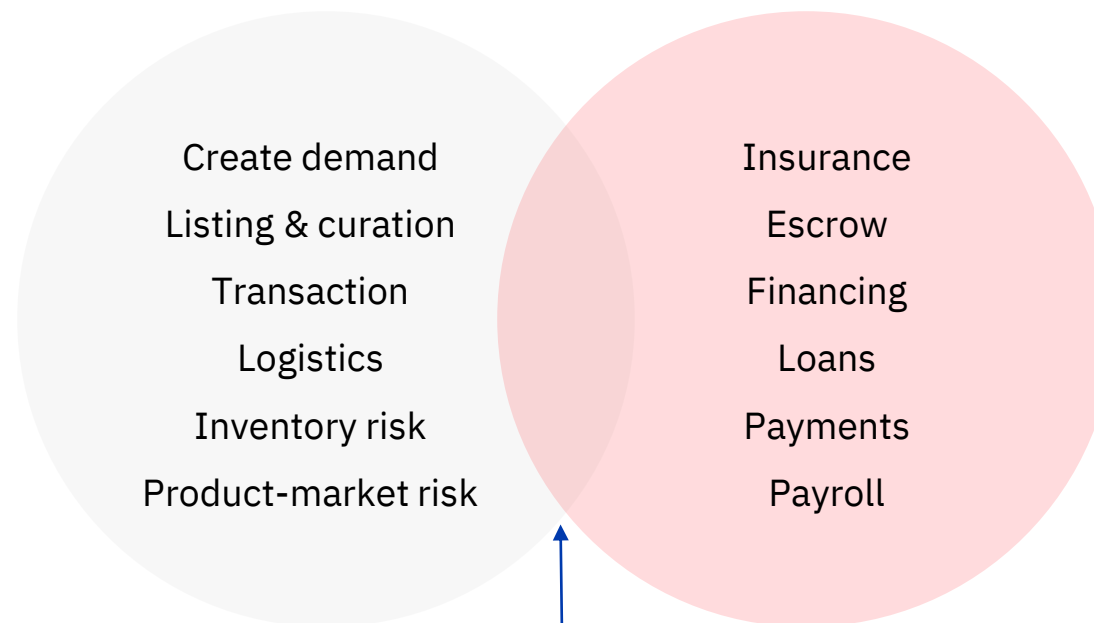 Create demand
Listing & curation
Transaction
Logistics
Inventory risk
Product-market risk
Insurance
Escrow
Financing
Loans
Payments
Payroll